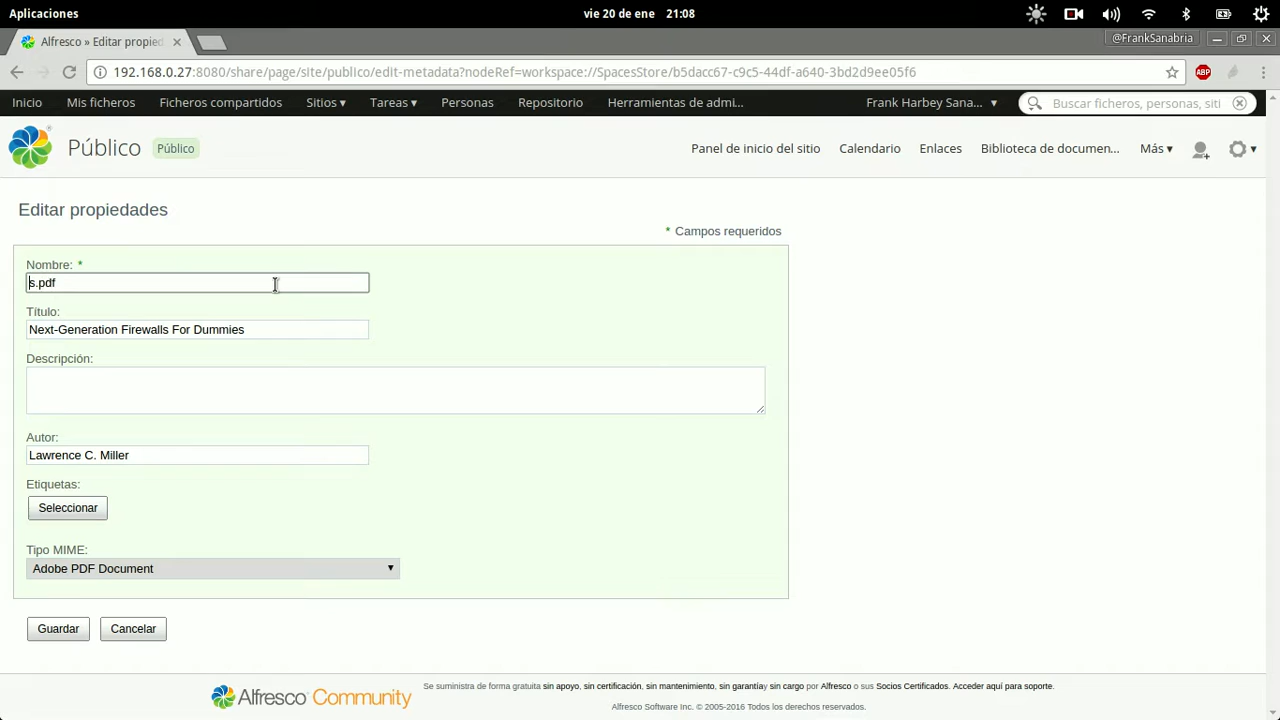 Aplicaciones
vie 20 de ene 21:08
Alfresco » Editar propied
@FrankSanabria
192.168.0.27:8080/share/page/site/publico/edit-metadata?nodeRef=workspace://SpacesStore/b5dacc67-c9c5-44df-a640-3bd2d9ee05f6
ABP
Inicio Mis ficheros Ficheros compartidos Sitios ▾ Tareas ▾ Personas Repositorio Herramientas de admi... Frank Harbey Sana... ▾ Buscar ficheros, personas, siti
Público Público
Panel de inicio del sitio Calendario Enlaces Biblioteca de documen... Más ▾
Editar propiedades
* Campos requeridos
Nombre: *
s.pdf
Título:
Next-Generation Firewalls For Dummies
Descripción:
Autor:
Lawrence C. Miller
Etiquetas:
Seleccionar
Tipo MIME:
Adobe PDF Document
Guardar Cancelar
Alfresco Community
Se suministra de forma gratuita sin apoyo, sin certificación, sin mantenimiento, sin garantíay sin cargo por Alfresco o sus Socios Certificados. Acceder aquí para soporte.
Alfresco Software Inc. © 2005-2016 Todos los derechos reservados.